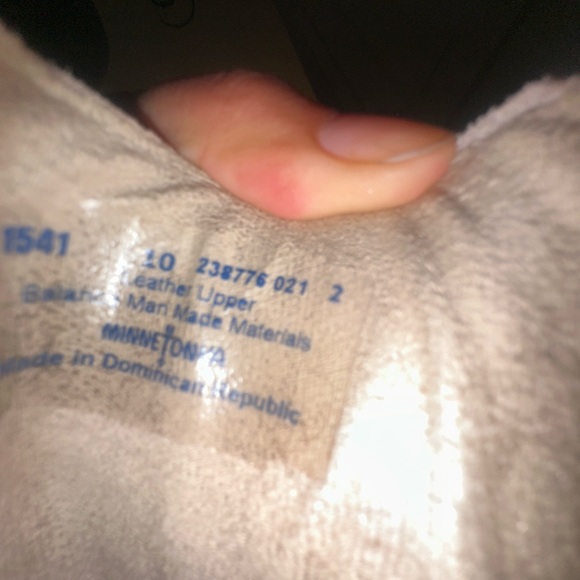 1541 10 238776 021 2
Leather Upper
Balance Man Made Materials
MINNETONKA
Made in Dominican Republic